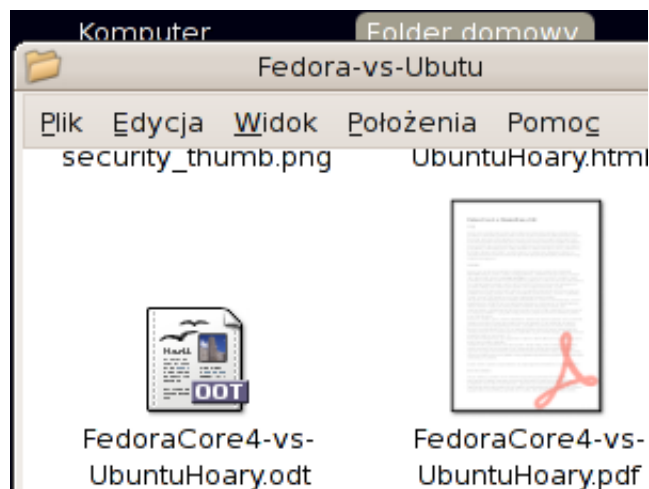 Komputer
Folder domowy
Fedora-vs-Ubutu
Plik Edycja Widok Położenia Pomoc
security_thumb.png
UbuntuHoary.html
OOT
FedoraCore4-vs-
UbuntuHoary.odt
FedoraCore4-vs-
UbuntuHoary.pdf